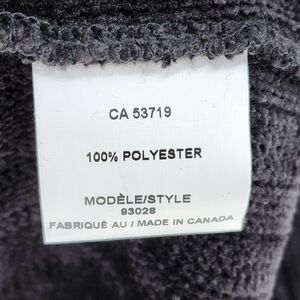 CA 53719
100% POLYESTER
MODÈLE/STYLE
93028
FABRIQUÉ AU / MADE IN CANADA